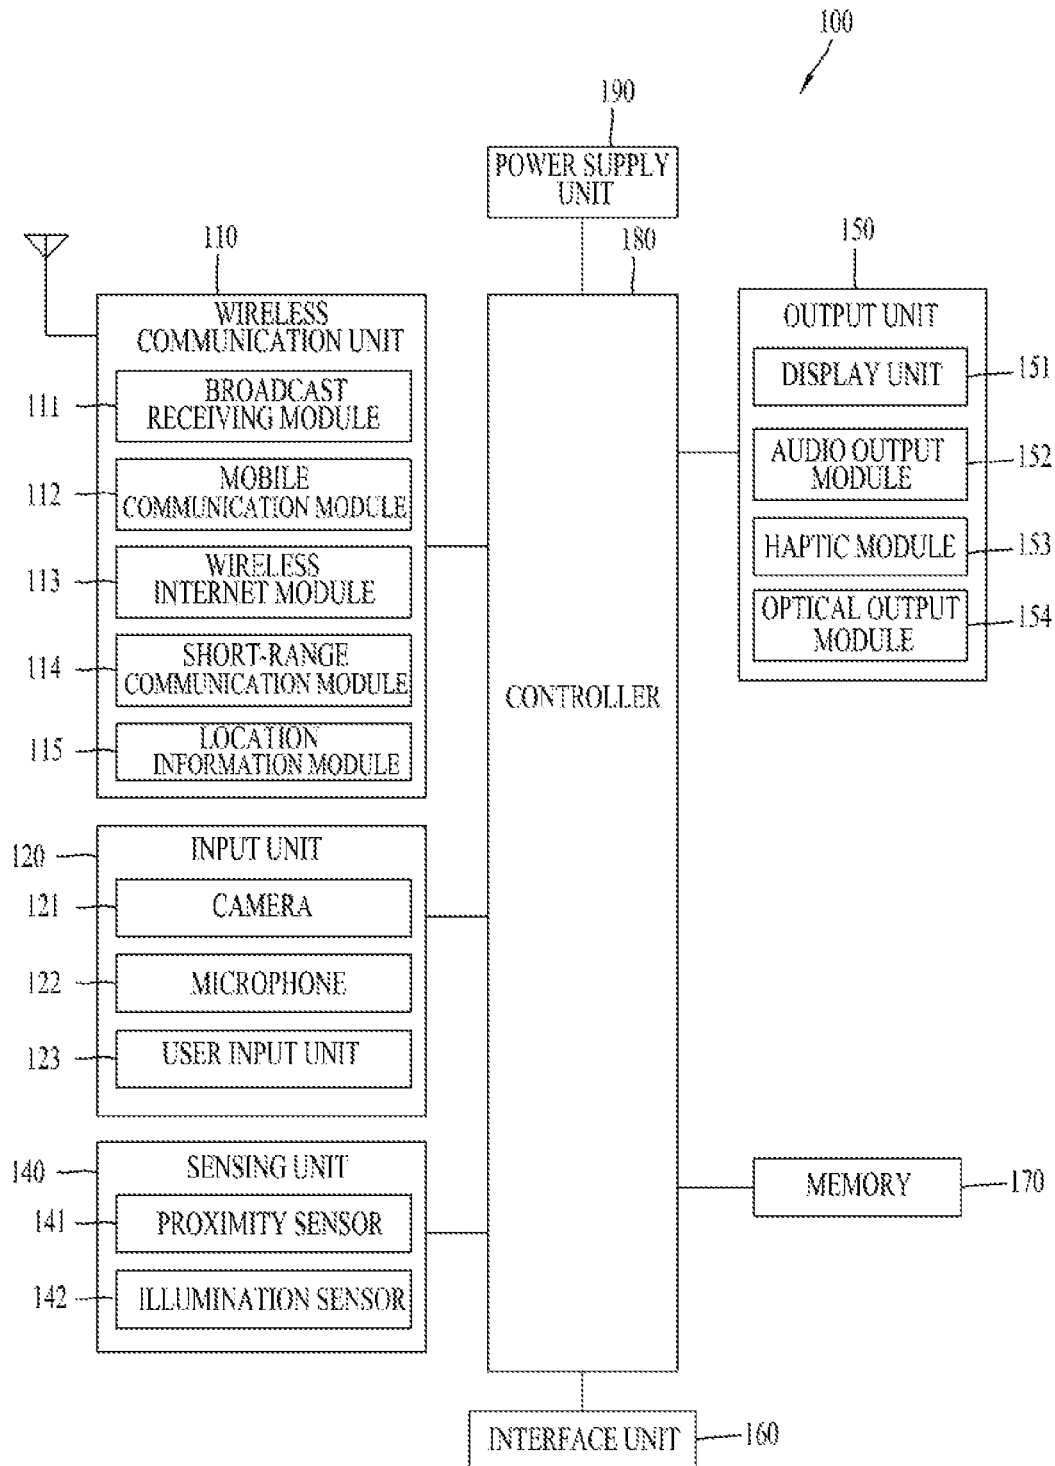 100
190
POWER SUPPLY
UNIT
110
WIRELESS
COMMUNICATION UNIT
111
BROADCAST
RECEIVING MODULE
112
MOBILE
COMMUNICATION MODULE
113
WIRELESS
INTERNET MODULE
114
SHORT-RANGE
COMMUNICATION MODULE
115
LOCATION
INFORMATION MODULE
120
INPUT UNIT
121
CAMERA
122
MICROPHONE
123
USER INPUT UNIT
140
SENSING UNIT
141
PROXIMITY SENSOR
142
ILLUMINATION SENSOR
180
CONTROLLER
150
OUTPUT UNIT
DISPLAY UNIT
151
AUDIO OUTPUT
MODULE
152
HAPTIC MODULE
153
OPTICAL OUTPUT
MODULE
154
MEMORY
170
INTERFACE UNIT
160